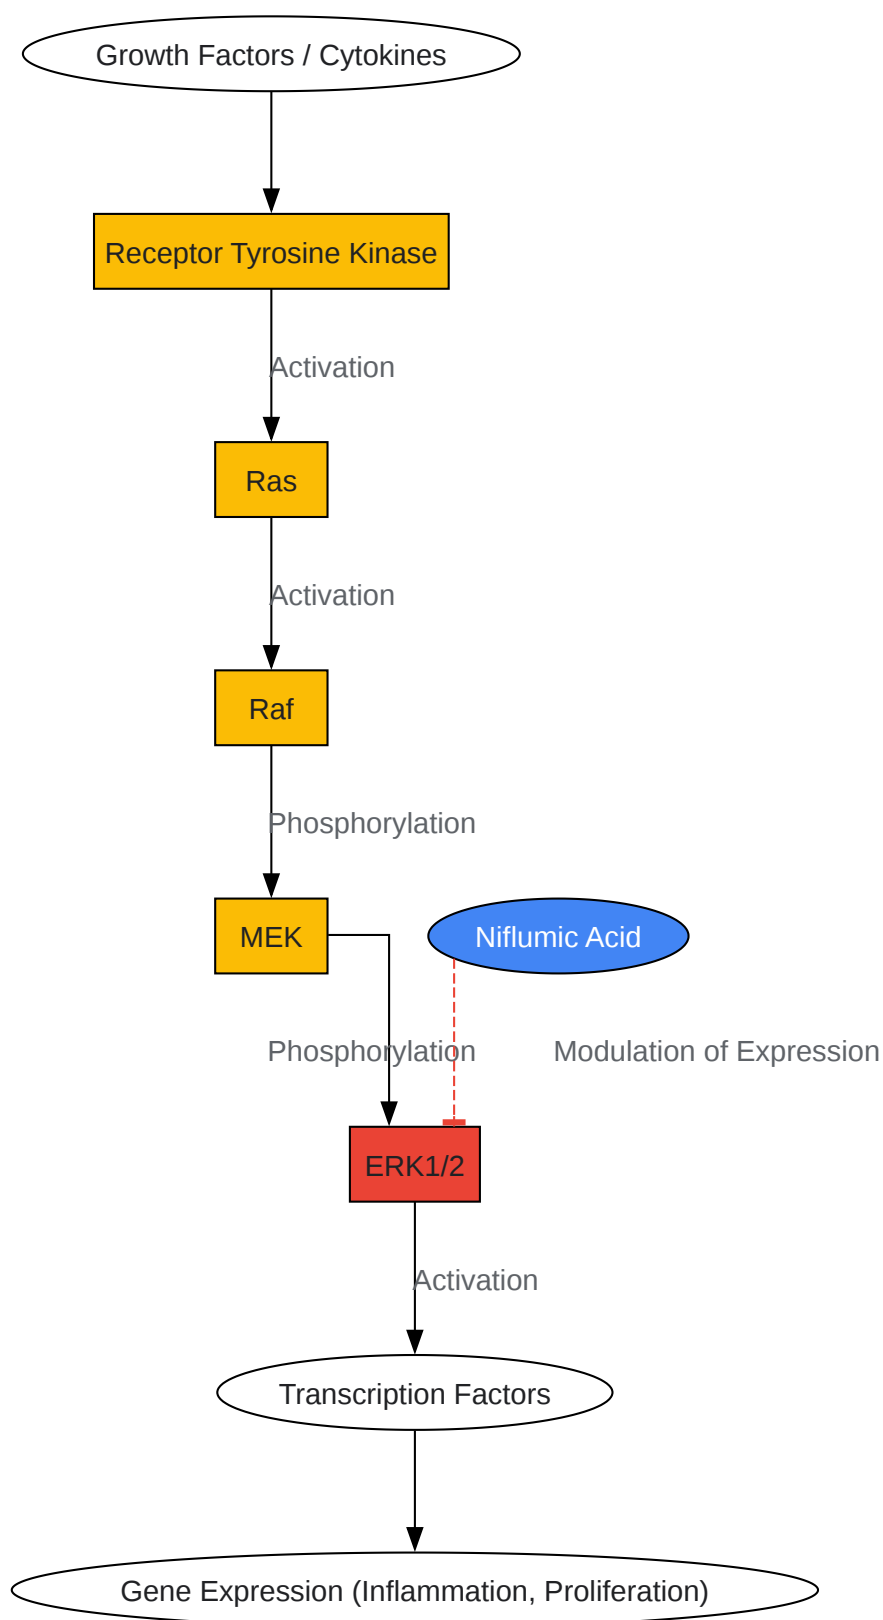 Growth Factors / Cytokines
Receptor Tyrosine Kinase
Activation
Ras
Activation
Raf
Phosphorylation
MEK
Niflumic Acid
Phosphorylation
Modulation of Expression
ERK1/2
Activation
Transcription Factors
Gene Expression (Inflammation, Proliferation)